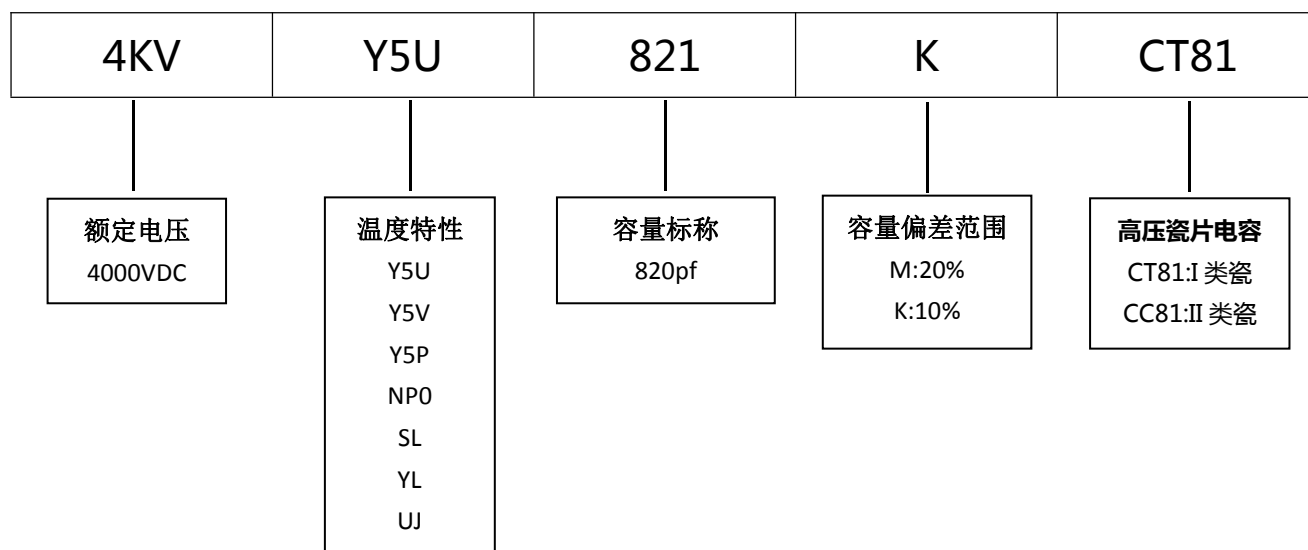 4KV Y5U 821 K CT81
额定电压
4000VDC
温度特性
Y5U
Y5V
Y5P
NP0
SL
YL
UJ
容量标称
820pf
容量偏差范围
M:20%
K:10%
高压瓷片电容
CT81:I 类瓷
CC81:II 类瓷